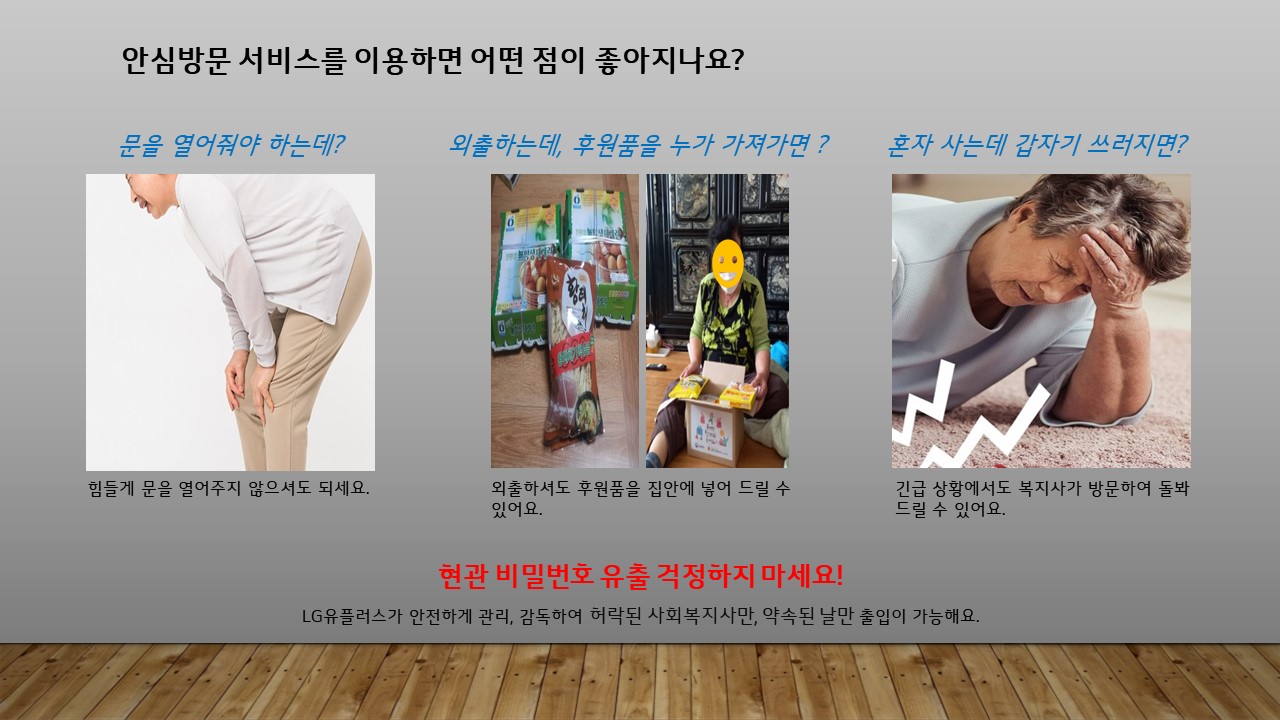 안심방문 서비스를 이용하면 어떤 점이 좋아지나요?
문을 열어줘야 하는데?
외출하는데, 후원품을 누가 가져가면 ?
혼자 사는데 갑자기 쓰러지면?
황태
힘들게 문을 열어주지 않으셔도 되세요.
외출하셔도 후원품을 집안에 넣어 드릴 수
있어요.
긴급 상황에서도 복지사가 방문하여 돌봐
드릴 수 있어요.
현관 비밀번호 유출 걱정하지 마세요!
LG유플러스가 안전하게 관리, 감독하여 허락된 사회복지사만, 약속된 날만 출입이 가능해요.